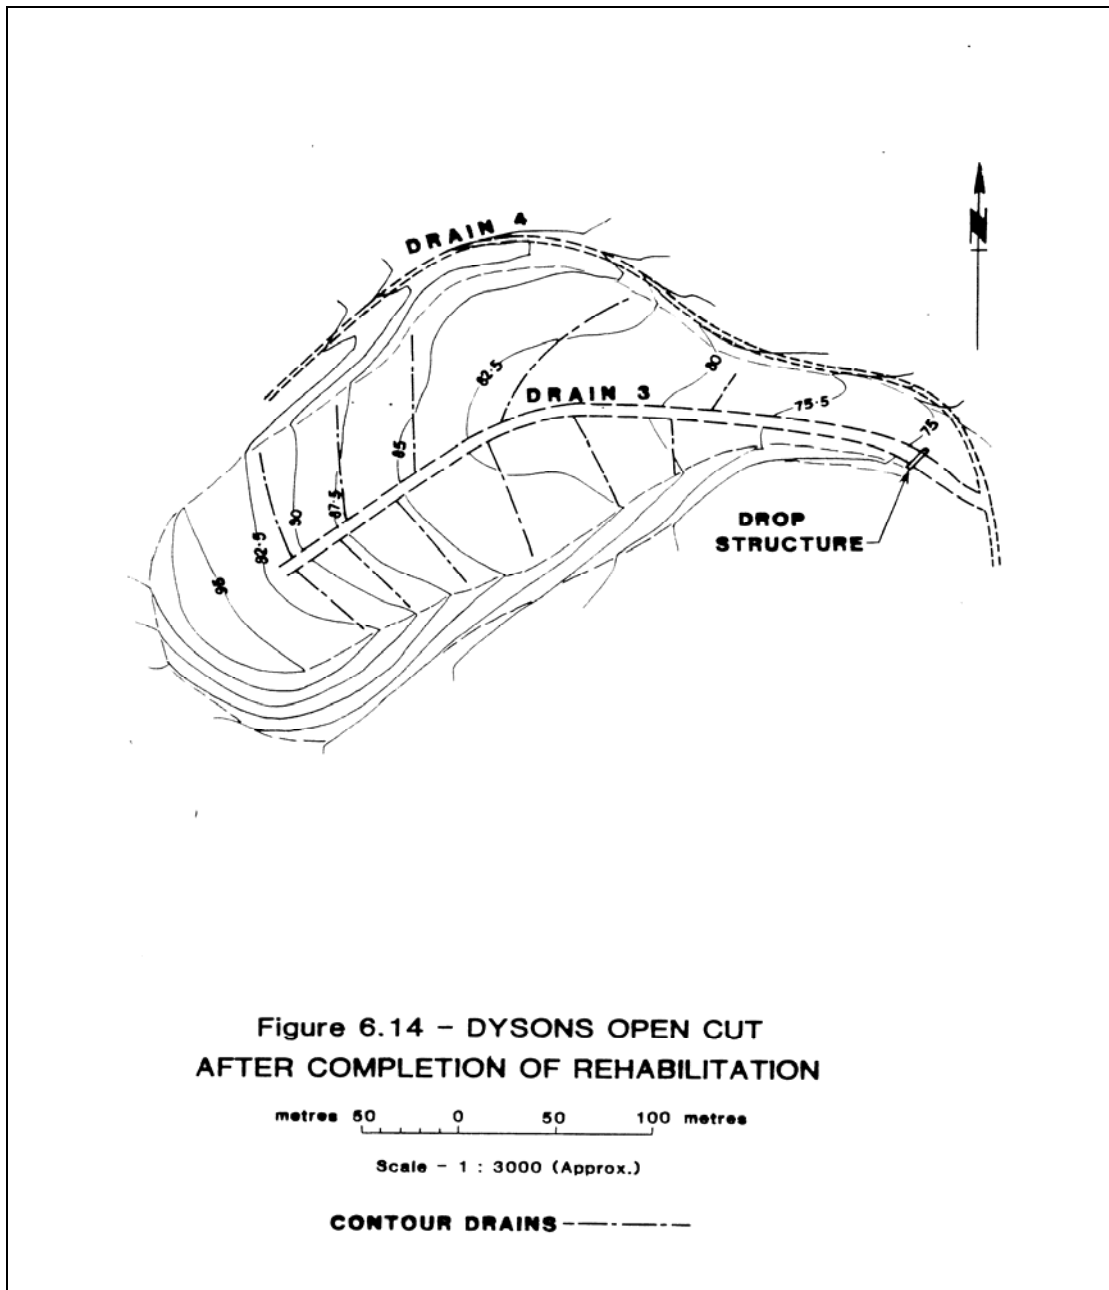 DRAIN 4
N
82.5
80
DRAIN 3
75.5
75
85
87.5
90
82.5
95
DROP
STRUCTURE
Figure 6.14 - DYSONS OPEN CUT
AFTER COMPLETION OF REHABILITATION
metres 50 0 50 100 metres
Scale - 1 : 3000 (Approx.)
CONTOUR DRAINS